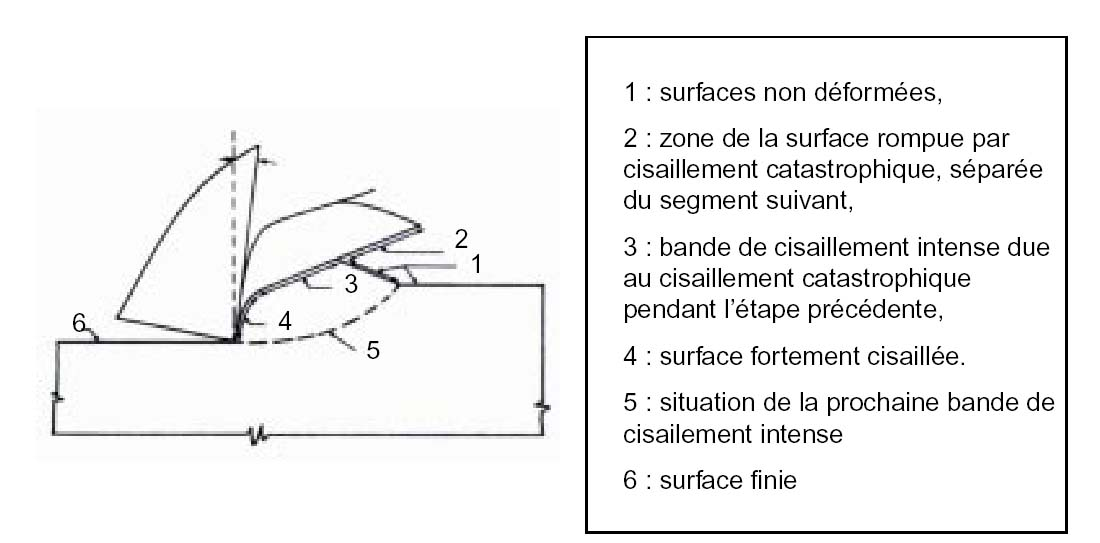 2
1
3
4
5
6
1 : surfaces non déformées,
2 : zone de la surface rompue par
cisaillement catastrophique, séparée
du segment suivant,
3 : bande de cisaillement intense due
au cisaillement catastrophique
pendant l’étape précédente,
4 : surface fortement cisaillée.
5 : situation de la prochaine bande de
cisailement intense
6 : surface finie